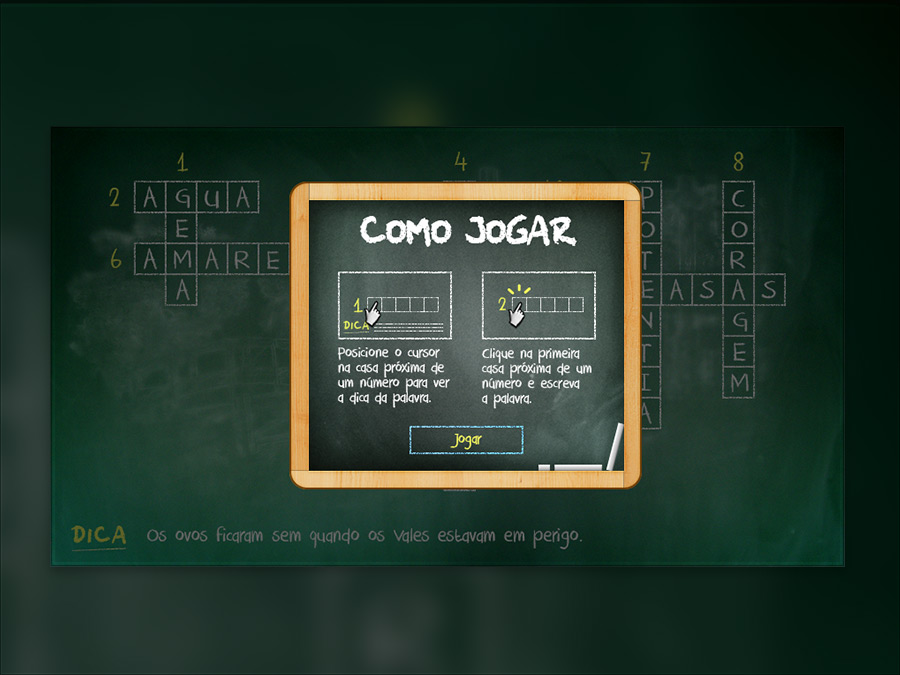 1
4
7
8
2
AGUA
P
C
GEMA
O
O
6
AMARE
T
R
EASAS
A
N
G
T
E
I
M
A
COMO JOGAR
1
2
DICA
Posicione o cursor
na casa próxima de
um número para ver
a dica da palavra.
Clique na primeira
casa próxima de um
número e escreva
a palavra.
Jogar
DICA Os ovos ficaram sem quando os Vales estavam em perigo.